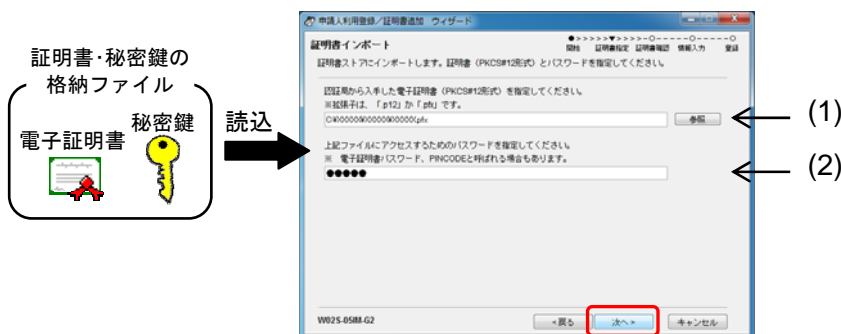 証明書・秘密鍵の
格納ファイル
電子証明書
秘密鍵
読込
申請人利用登録／証明書追加 ウィザード
証明書インポート
●>>>>>▼>>>>-○-----○-----○
開始 証明書指定 証明書確認 情報入力 登録
証明書ストアにインポートします。証明書（PKCS#12形式）とパスワードを指定してください。
認証局から入手した電子証明書（PKCS#12形式）を指定してください。
※拡張子は、「.p12」か「.pfx」です。
参照
(1)
上記ファイルにアクセスするためのパスワードを指定してください。
※ 電子証明書パスワード、PINCODEと呼ばれる場合もあります。
●●●●●
(2)
W02S-05IM-G2
<戻る
次へ>
キャンセル